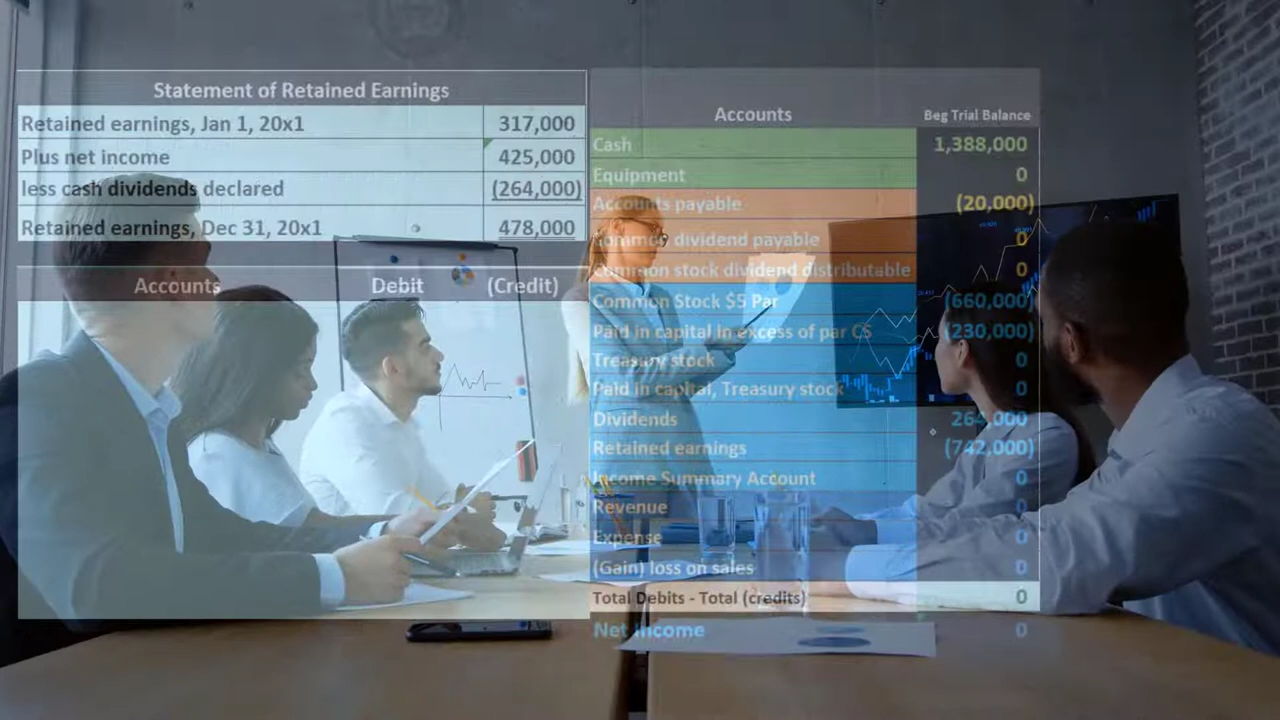 Statement of Retained Earnings
Retained earnings, Jan 1, 20x1 317,000
Plus net income 425,000
less cash dividends declared (264,000)
Retained earnings, Dec 31, 20x1 478,000
Accounts Debit (Credit)
Accounts Beg Trial Balance
Cash 1,388,000
Equipment 0
Accounts payable (20,000)
Common dividend payable 0
Common stock dividend distributable 0
Common Stock $5 Par (660,000)
Paid in capital in excess of par CS (230,000)
Treasury stock 0
Paid in capital, Treasury stock 0
Dividends 264,000
Retained earnings (742,000)
Income Summary Account 0
Revenue 0
Expense 0
(Gain) loss on sales 0
Total Debits - Total (credits) 0
Net income 0